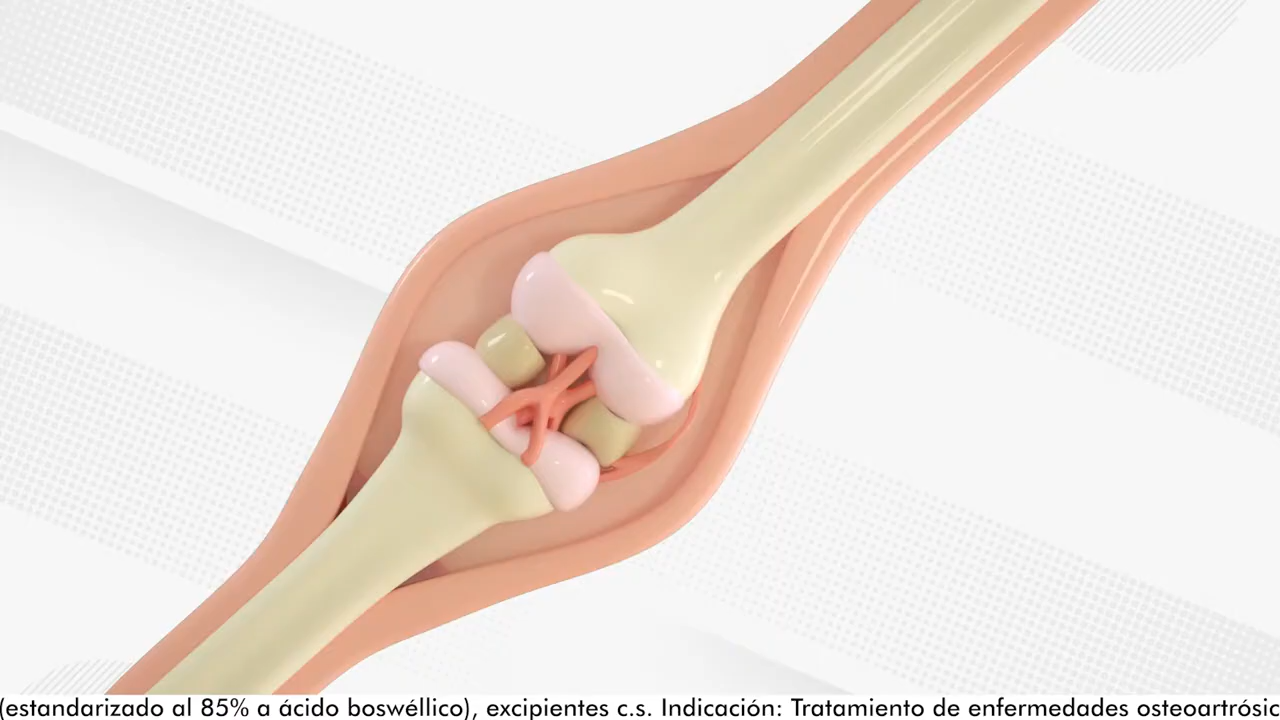 (estandarizado al 85% a ácido boswéllico), excipientes c.s. Indicación: Tratamiento de enfermedades osteoartrósic